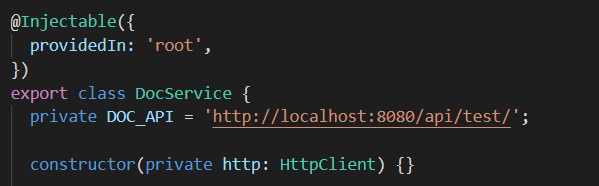 @Injectable({
  providedIn: 'root',
})
export class DocService {
  private DOC_API = 'http://localhost:8080/api/test/';
  constructor(private http: HttpClient) {}